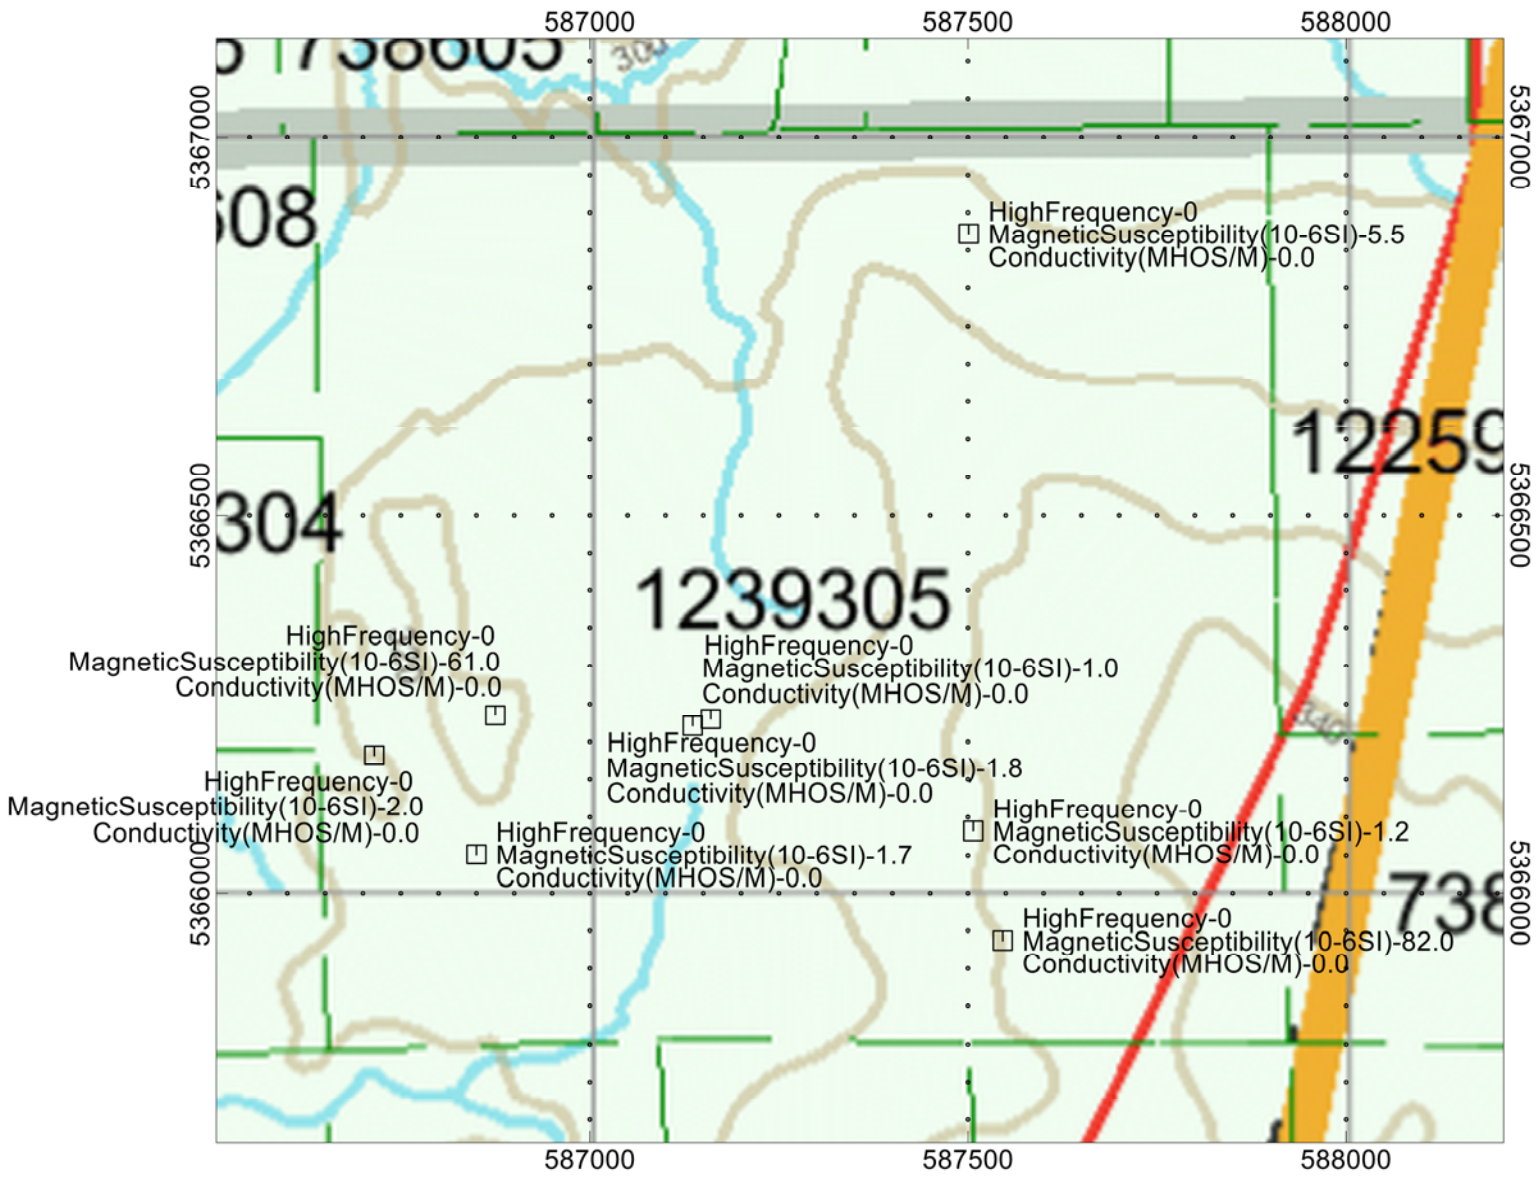 587000 587500 588000
738605
300
5367000
5367000
608
HighFrequency-0
MagneticSusceptibility(10-6SI)-5.5
Conductivity(MHOS/M)-0.0
12259
5366500
5366500
304
1239305
HighFrequency-0
MagneticSusceptibility(10-6SI)-61.0
Conductivity(MHOS/M)-0.0
HighFrequency-0
MagneticSusceptibility(10-6SI)-1.0
Conductivity(MHOS/M)-0.0
340
HighFrequency-0
MagneticSusceptibility(10-6SI)-1.8
Conductivity(MHOS/M)-0.0
HighFrequency-0
MagneticSusceptibility(10-6SI)-2.0
Conductivity(MHOS/M)-0.0
HighFrequency-0
MagneticSusceptibility(10-6SI)-1.7
Conductivity(MHOS/M)-0.0
HighFrequency-0
MagneticSusceptibility(10-6SI)-1.2
Conductivity(MHOS/M)-0.0
5366000
5366000
738
HighFrequency-0
MagneticSusceptibility(10-6SI)-82.0
Conductivity(MHOS/M)-0.0
587000 587500 588000